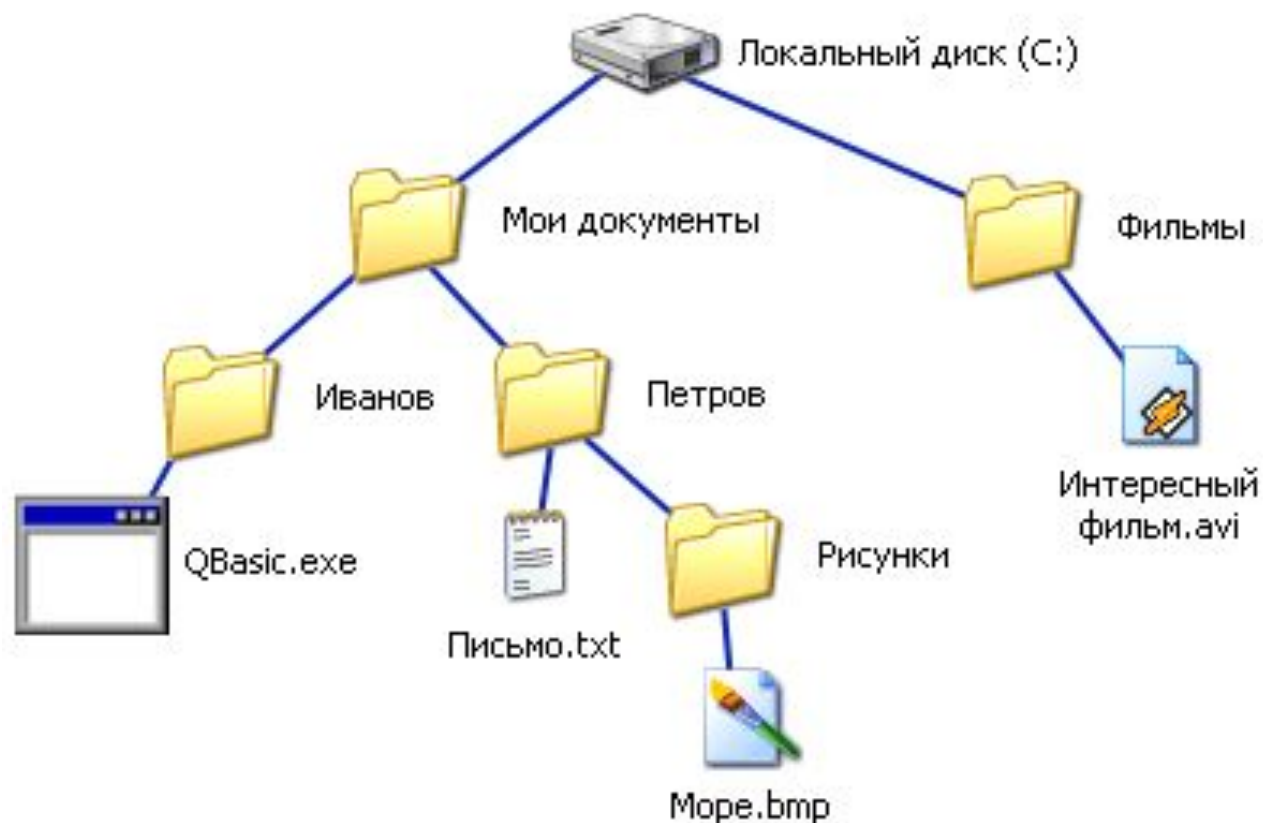 Локальный диск (C:)
Мои документы
Фильмы
Иванов
Петров
Интересный
фильм.avi
QBasic.exe
Рисунки
Письмо.txt
Море.bmp